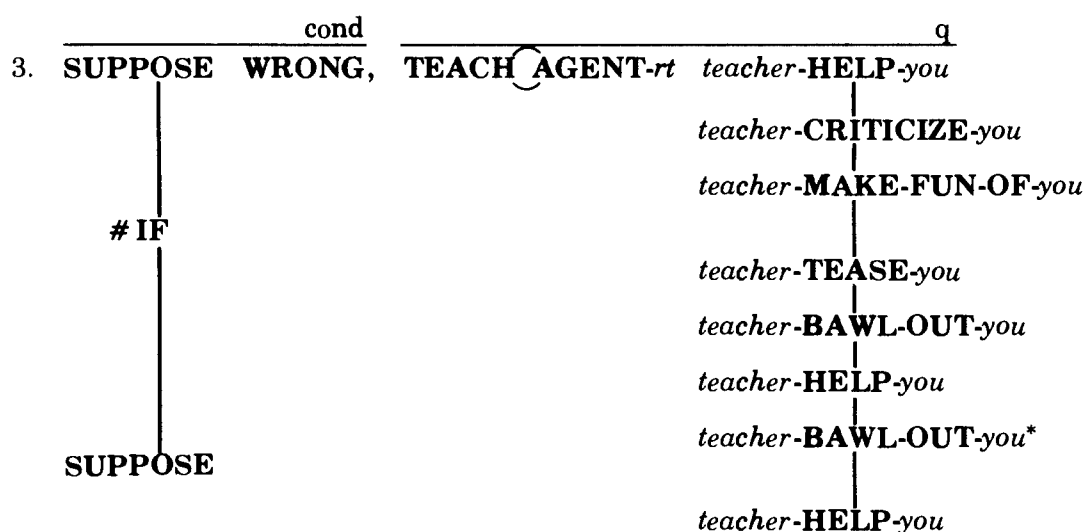 cond q
3. SUPPOSE WRONG, TEACH AGENT-rt teacher-HELP-you
teacher-CRITICIZE-you
teacher-MAKE-FUN-OF-you
# IF
teacher-TEASE-you
teacher-BAWL-OUT-you
teacher-HELP-you
teacher-BAWL-OUT-you*
SUPPOSE
teacher-HELP-you